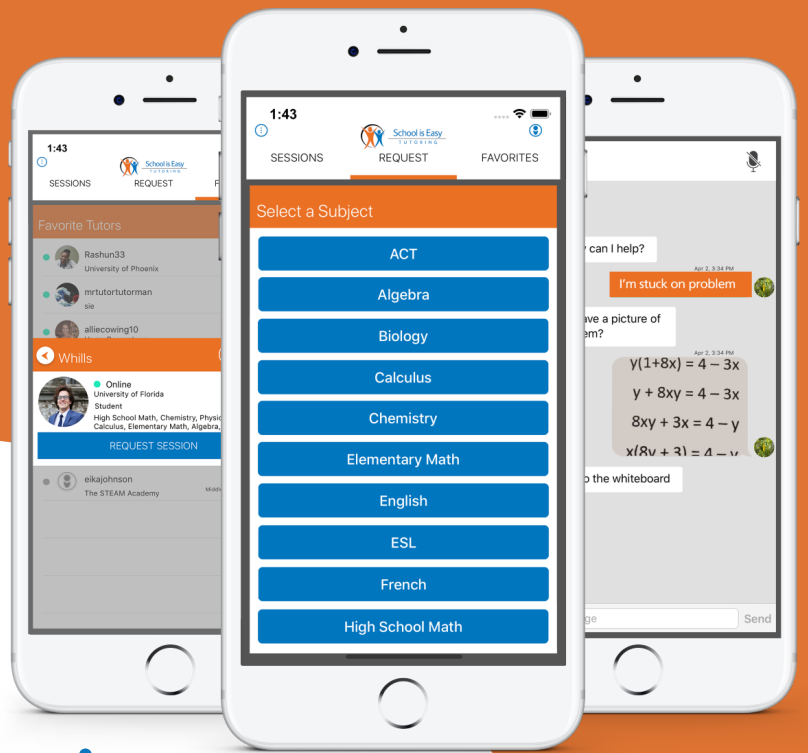 1:43
School is Easy
TUTORING
SESSIONS
REQUEST
Favorite Tutors
Rashun33
University of Phoenix
mrtutortutorman
sie
alliecowing10
Whills
Online
University of Florida
Student
High School Math, Chemistry,
Calculus, Elementary Math, Algebra,
REQUEST SESSION
eikajohnson
The STEAM Academy
1:43
School is Easy
TUTORING
SESSIONS
REQUEST
FAVORITES
Select a Subject
ACT
Algebra
Biology
Calculus
Chemistry
Elementary Math
English
ESL
French
High School Math
can I help?
Apr 2, 3:34 PM
I'm stuck on problem
a picture of
Apr 2, 3:34 PM
y(1+8x) = 4 – 3x
y + 8xy = 4 – 3x
8xy + 3x = 4 – y
x(8y + 3) = 4 – y
the whiteboard
Send